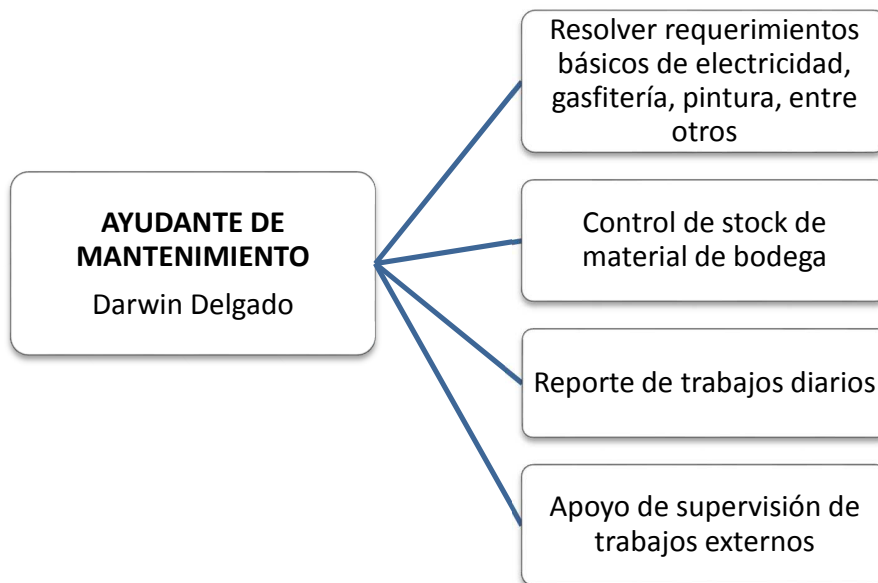 AYUDANTE DE
MANTENIMIENTO
Darwin Delgado
Resolver requerimientos
básicos de electricidad,
gasfitería, pintura, entre
otros
Control de stock de
material de bodega
Reporte de trabajos diarios
Apoyo de supervisión de
trabajos externos